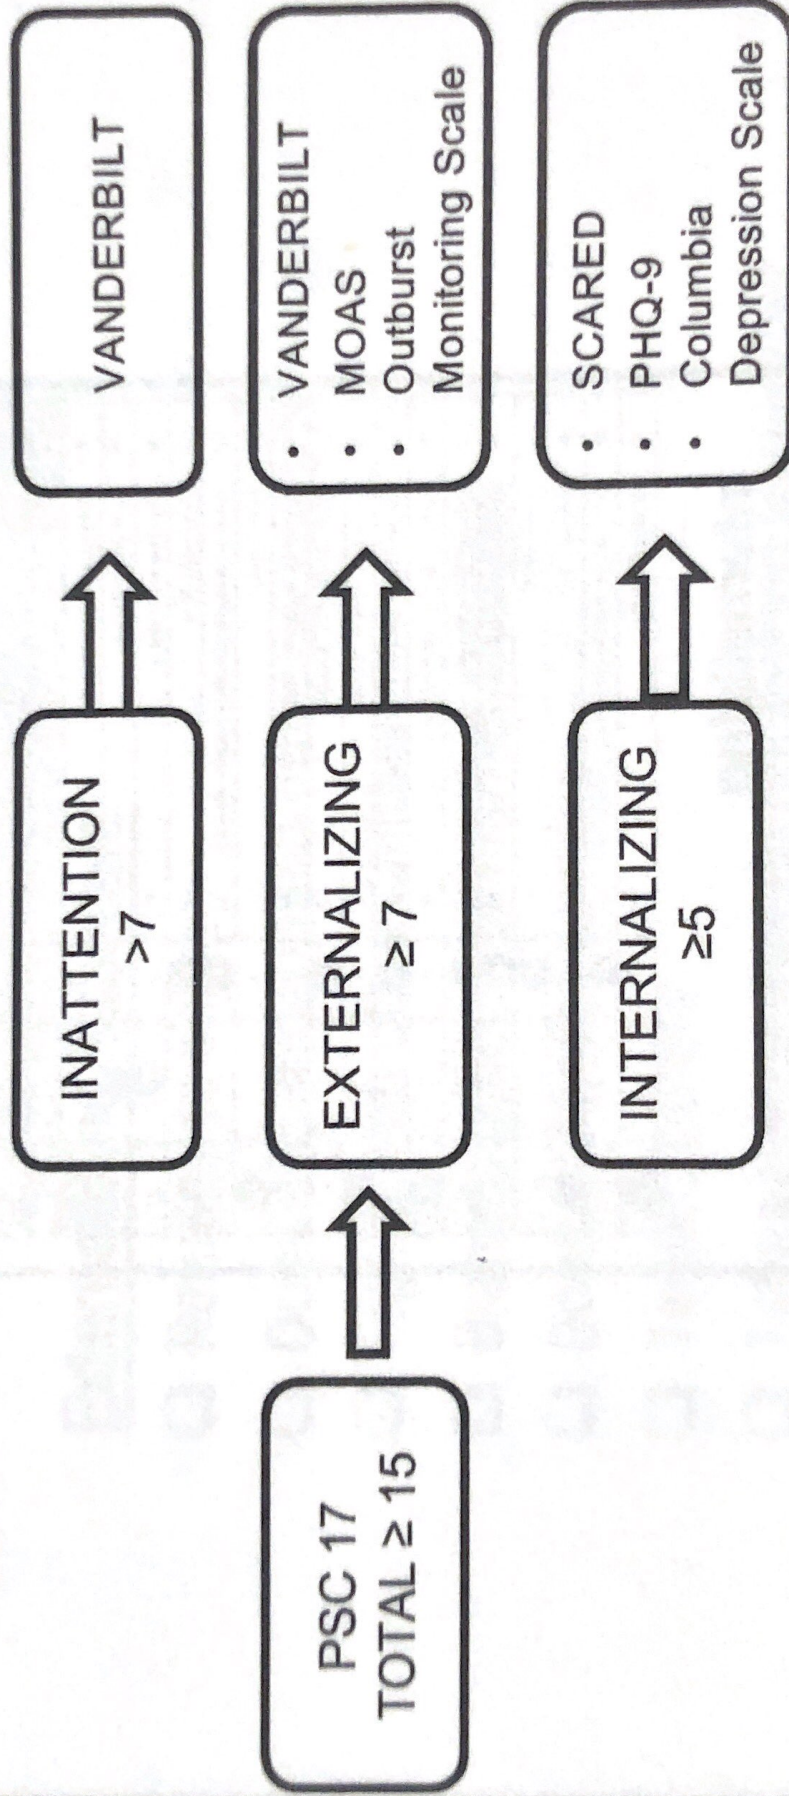 PSC 17
TOTAL ≥ 15
INATTENTION
>7
VANDERBILT
EXTERNALIZING
≥7
• VANDERBILT
• MOAS
• Outburst
Monitoring Scale
INTERNALIZING
≥5
• SCARED
• PHQ-9
• Columbia
Depression Scale